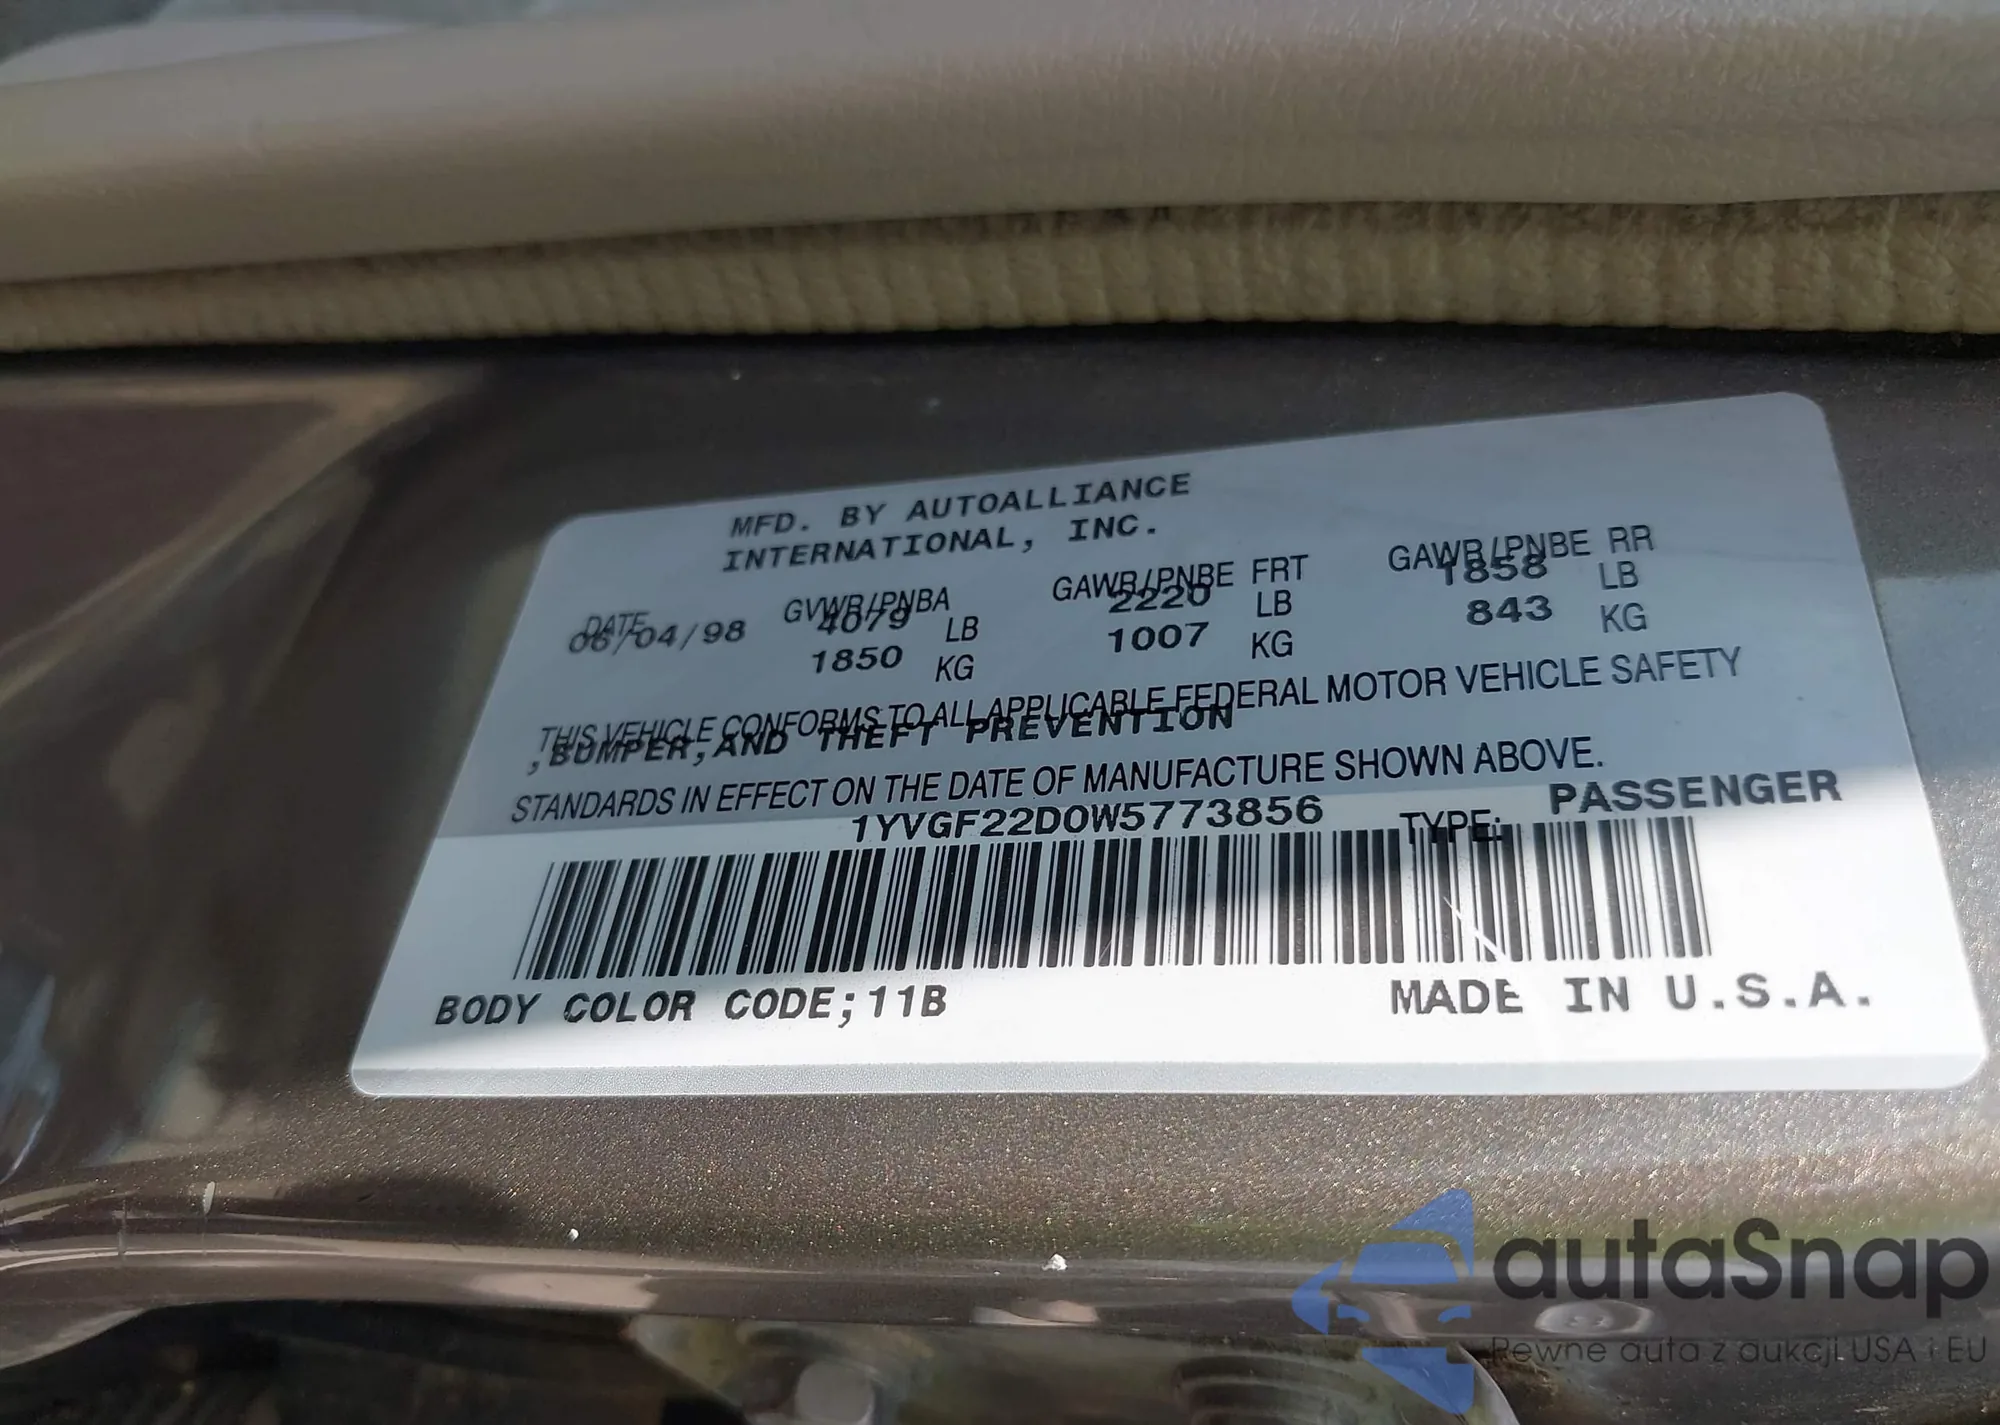 MFD. BY AUTOALLIANCE
INTERNATIONAL, INC.
DATE GVWR/PNBA GAWR/PNBE FRT GAWR/PNBE RR
06/04/98 4079 LB 2220 LB 1858 LB
1850 KG 1007 KG 843 KG
THIS VEHICLE CONFORMS TO ALL APPLICABLE FEDERAL MOTOR VEHICLE SAFETY
,BUMPER,AND THEFT PREVENTION
STANDARDS IN EFFECT ON THE DATE OF MANUFACTURE SHOWN ABOVE.
1YVGF22D0W5773856 TYPE: PASSENGER
BODY COLOR CODE;11B MADE IN U.S.A.
autaSnap
Pewne auta z aukcji USA i EU